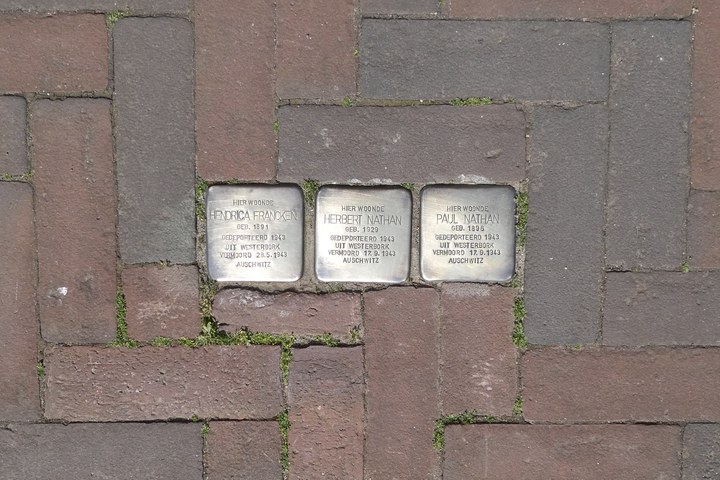 HIER WOONDE
HENDRICA FRANCKEN
GEB. 1891
GEDEPORTEERD 1943
UIT WESTERBORK
VERMOORD 28.5.1943
AUSCHWITZ
HIER WOONDE
HERBERT NATHAN
GEB. 1929
GEDEPORTEERD 1943
UIT WESTERBORK
VERMOORD 17.9.1943
AUSCHWITZ
HIER WOONDE
PAUL NATHAN
GEB. 1896
GEDEPORTEERD 1943
UIT WESTERBORK
VERMOORD 17.9.1943
AUSCHWITZ